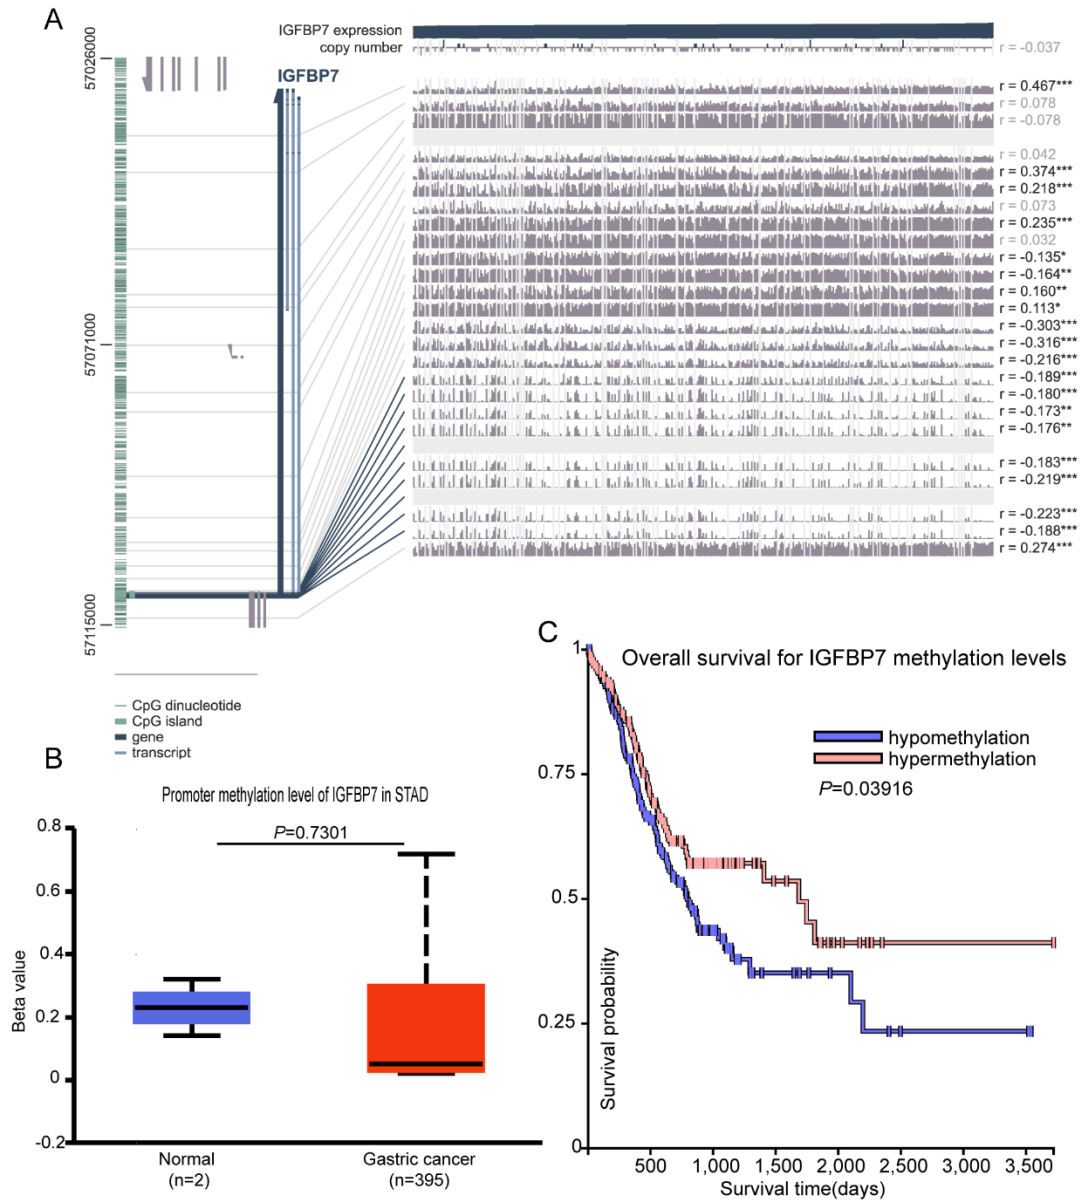 A
IGFBP7 expression
copy number
r = -0.037
57026000
IGFBP7
r = 0.467***
r = 0.078
r = -0.078
r = 0.042
r = 0.374***
r = 0.218***
r = 0.073
r = 0.235***
r = 0.032
r = -0.135*
r = -0.164**
r = 0.160**
r = 0.113*
r = -0.303***
r = -0.316***
r = -0.216***
r = -0.189***
r = -0.180***
r = -0.173**
r = -0.176**
r = -0.183***
r = -0.219***
r = -0.223***
r = -0.188***
r = 0.274***
57071000
57115000
CpG dinucleotide
CpG island
gene
transcript
B
Promoter methylation level of IGFBP7 in STAD
P=0.7301
0.8
0.6
0.4
0.2
0
-0.2
Beta value
Normal
(n=2)
Gastric cancer
(n=395)
C
Overall survival for IGFBP7 methylation levels
hypomethylation
hypermethylation
P=0.03916
1
0.75
0.5
0.25
0
Survival probability
500
1,000
1,500
2,000
2,500
3,000
3,500
Survival time(days)